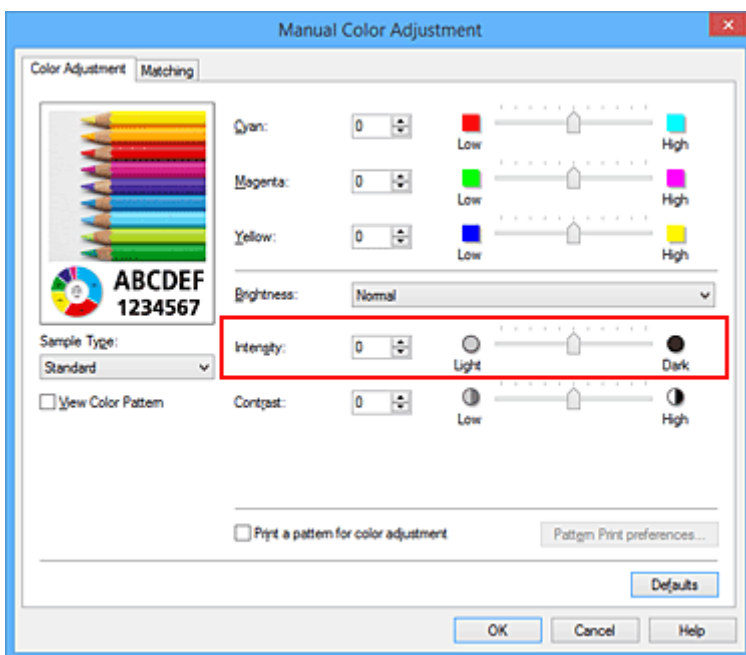 Manual Color Adjustment
Color Adjustment Matching
Cyan: 0 Low High
Magenta: 0 Low High
Yellow: 0 Low High
ABCDEF
1234567
Brightness: Normal
Sample Type:
Standard
Intensity: 0 Light Dark
View Color Pattern
Contrast: 0 Low High
Print a pattern for color adjustment Pattern Print preferences...
Defaults
OK Cancel Help